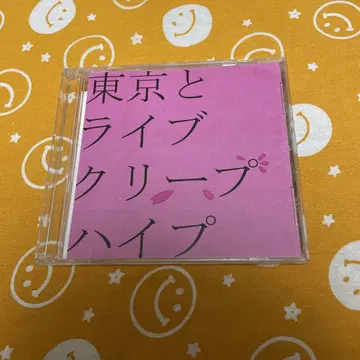 東京と
ライブ
クリープ
ハイプ